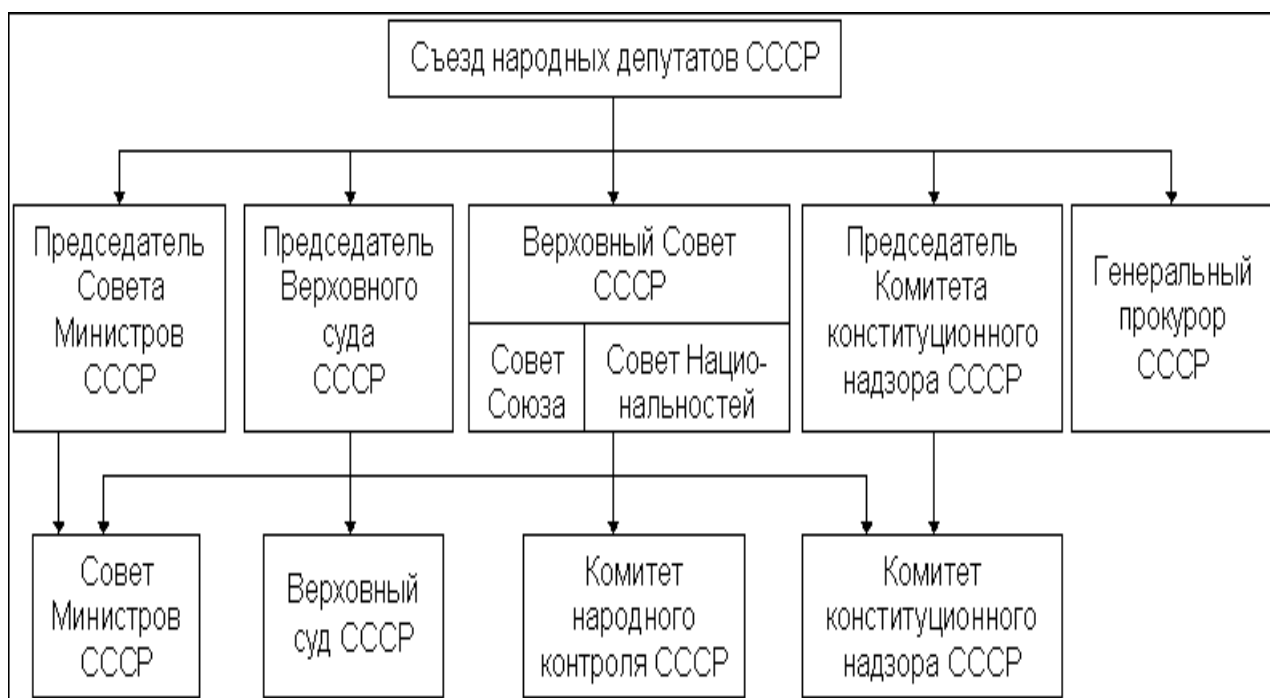 Съезд народных депутатов СССР
Председатель
Совета
Министров
СССР
Председатель
Верховного
суда
СССР
Верховный Совет
СССР
Совет
Союза
Совет Нацио-
нальностей
Председатель
Комитета
конституционного
надзора СССР
Генеральный
прокурор
СССР
Совет
Министров
СССР
Верховный
суд СССР
Комитет
народного
контроля СССР
Комитет
конституционного
надзора СССР